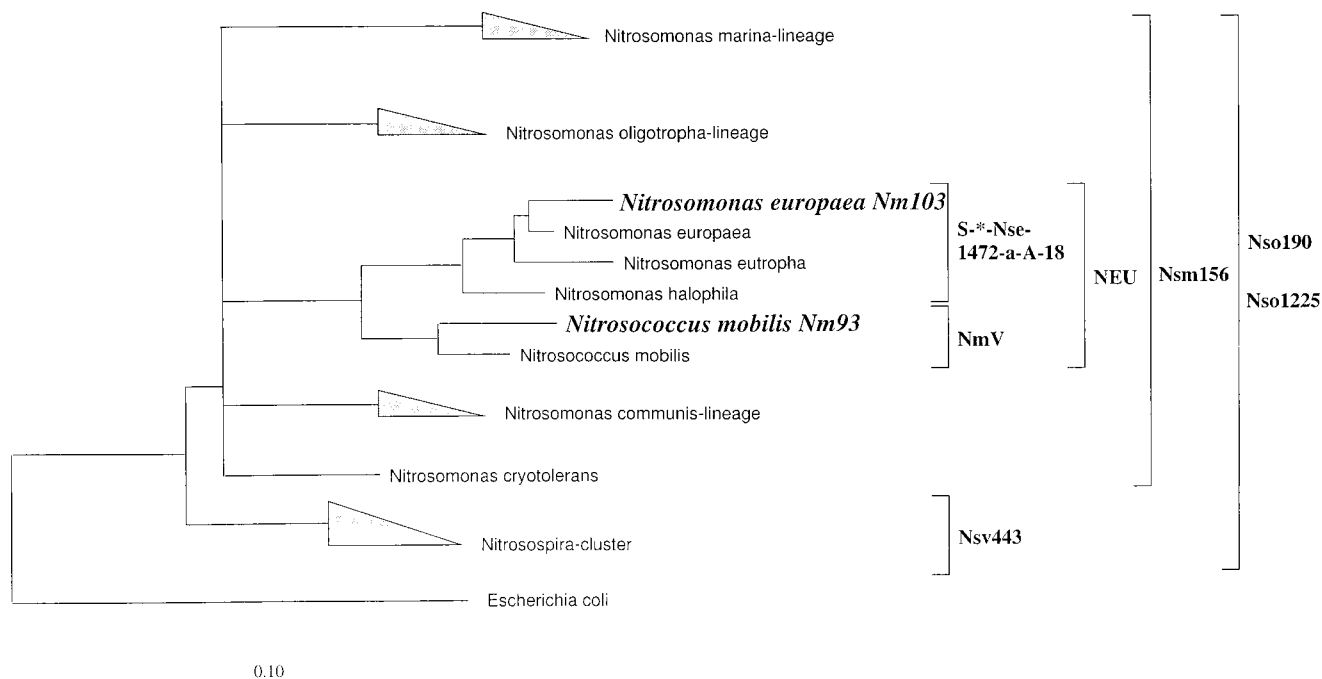 Nitrosomonas marina-lineage
Nitrosomonas oligotropha-lineage
Nitrosomonas europaea Nm103
Nitrosomonas europaea
Nitrosomonas eutropha
Nitrosomonas halophila
Nitrosococcus mobilis Nm93
Nitrosococcus mobilis
Nitrosomonas communis-lineage
Nitrosomonas cryotolerans
Nitrosospira-cluster
Escherichia coli
S-*-Nse-
1472-a-A-18
NmV
NEU
Nsm156
Nsv443
Nso190
Nso1225
0.10